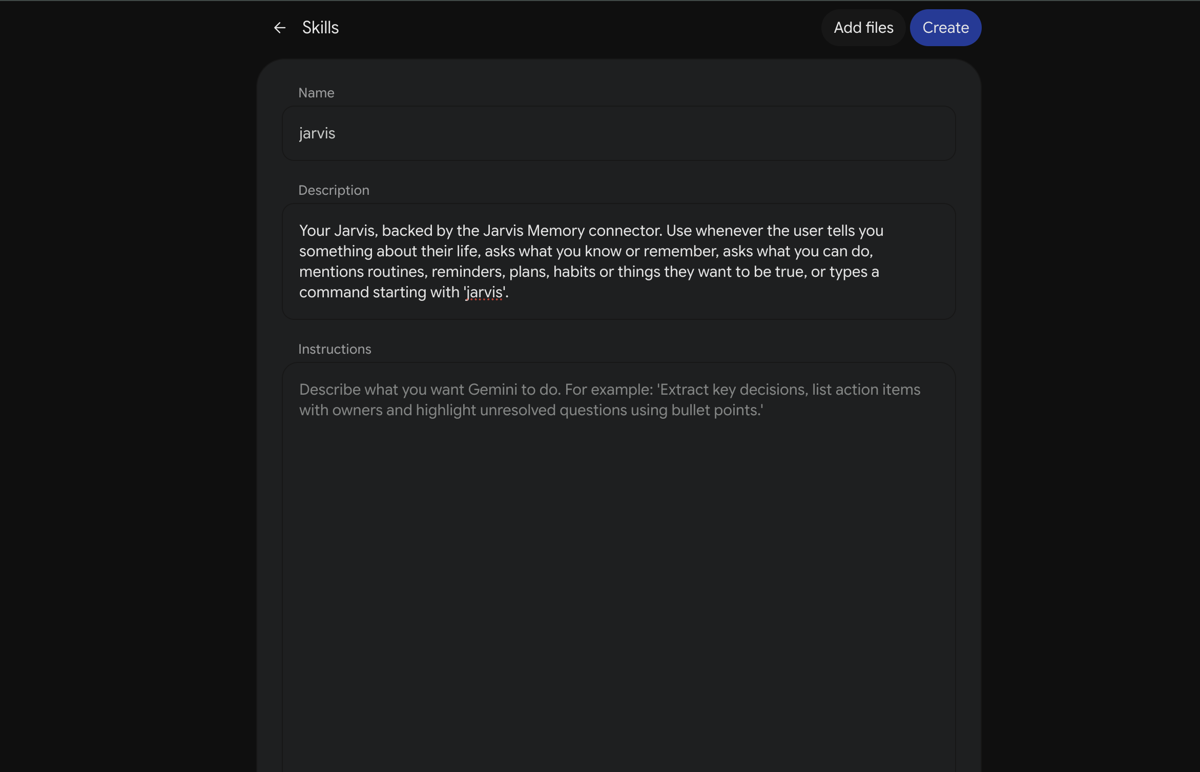 Skills
Add files
Create
Name
jarvis
Description
Your Jarvis, backed by the Jarvis Memory connector. Use whenever the user tells you
something about their life, asks what you know or remember, asks what you can do,
mentions routines, reminders, plans, habits or things they want to be true, or types a
command starting with 'jarvis'.
Instructions
Describe what you want Gemini to do. For example: 'Extract key decisions, list action items
with owners and highlight unresolved questions using bullet points.'